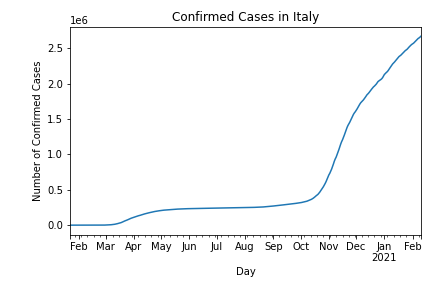 Confirmed Cases in Italy
1e6
Number of Confirmed Cases
2.5
2.0
1.5
1.0
0.5
0.0
Feb Mar Apr May Jun Jul Aug Sep Oct Nov Dec Jan Feb
2021
Day